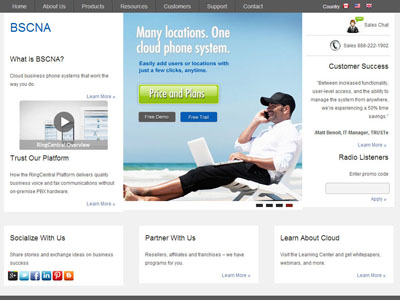 Home About Us Products Resources Customers Support Contact Country
BSCNA
What is BSCNA?
Cloud business phone systems that work the
way you do.
Learn More »
RingCentral Overview
Trust Our Platform
How the RingCentral Platform delivers quality
business voice and fax communications without
on-premise PBX hardware.
Learn More »
Many locations. One
cloud phone system.
Easily add users or locations with
just a few clicks, anytime.
Price and Plans
Free Demo Free Trial
Sales Chat
Sales 888-222-1902
Customer Success
"Between increased functionality,
user-level access, and the ability to
manage the system from anywhere,
we're experiencing a 50% time
savings."
Matt Benoit, IT Manager, TRUSTe
Radio Listeners
Enter promo code
Apply »
Socialize With Us
Share stories and exchange ideas on business
success
Partner With Us
Resellers, affiliates and franchises – we have
programs for you.
Learn More »
Learn About Cloud
Visit the Learning Center and get whitepapers,
webinars, and more.
Learn More »